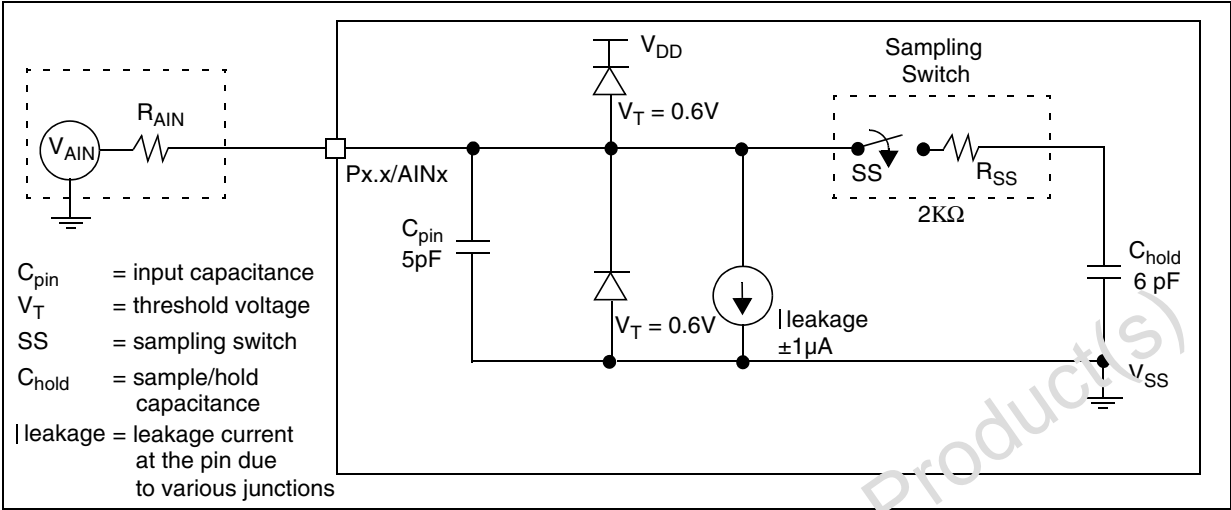 V_DD
Sampling
Switch
R_AIN
V_T = 0.6V
V_AIN
Px.x/AINx
SS
R_SS
2KΩ
C_pin
5pF
C_hold
6 pF
V_T = 0.6V
I leakage
±1µA
V_SS
C_pin = input capacitance
V_T = threshold voltage
SS = sampling switch
C_hold = sample/hold
capacitance
I leakage = leakage current
at the pin due
to various junctions
Product(s)